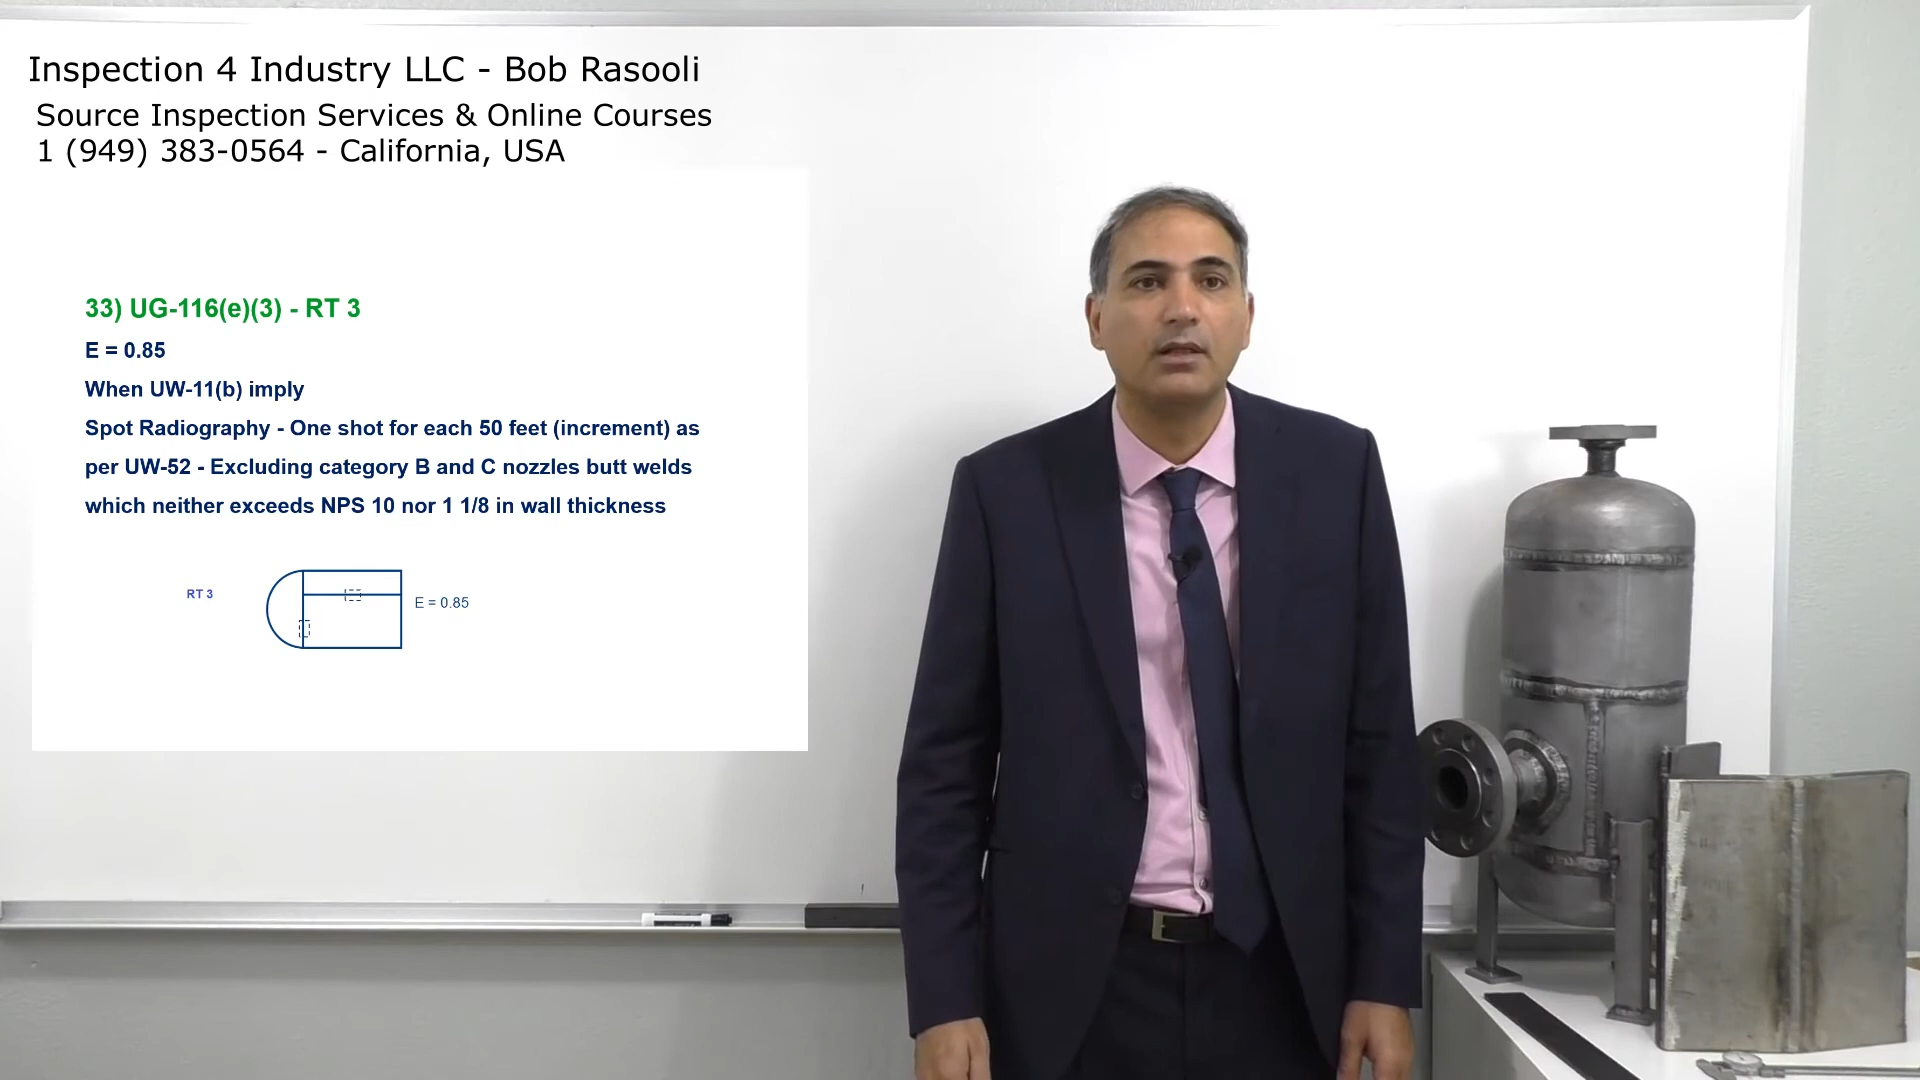 Inspection 4 Industry LLC - Bob Rasooli
Source Inspection Services & Online Courses
1 (949) 383-0564 - California, USA
33) UG-116(e)(3) - RT 3
E = 0.85
When UW-11(b) imply
Spot Radiography - One shot for each 50 feet (increment) as
per UW-52 - Excluding category B and C nozzles butt welds
which neither exceeds NPS 10 nor 1 1/8 in wall thickness
RT 3
E = 0.85